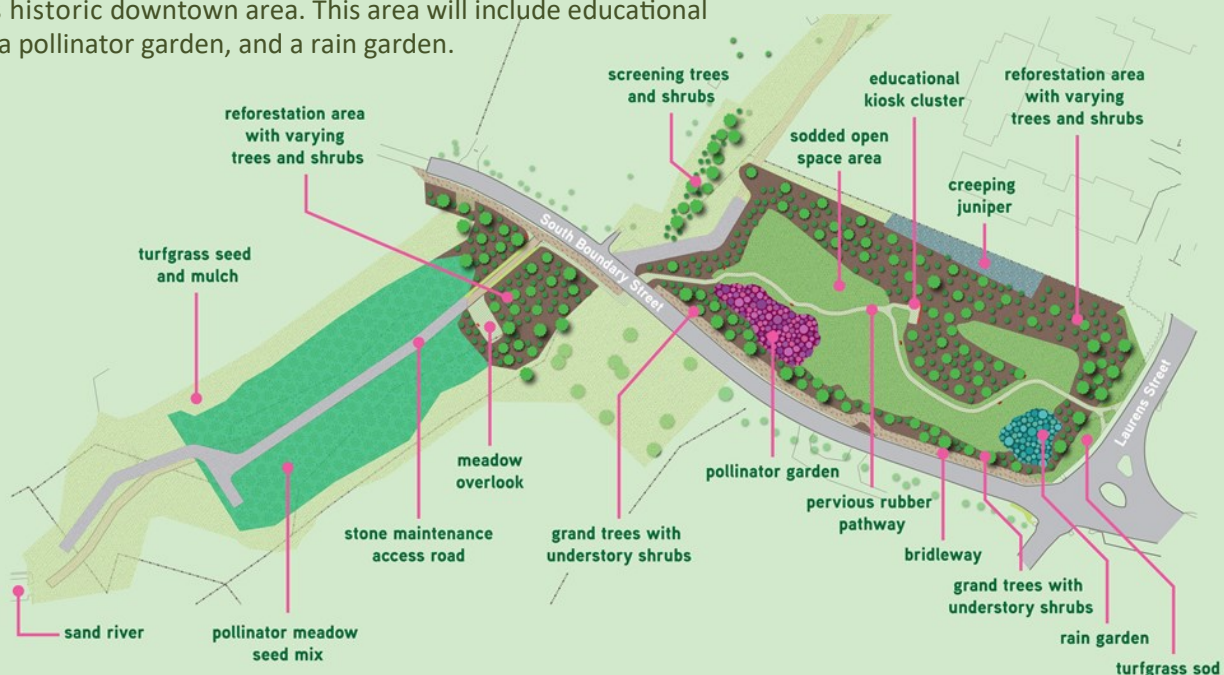 s historic downtown area. This area will include educational
a pollinator garden, and a rain garden.
screening trees
and shrubs
educational
kiosk cluster
reforestation area
with varying
trees and shrubs
reforestation area
with varying
trees and shrubs
sodded open
space area
creeping
juniper
South Boundary Street
turfgrass seed
and mulch
Laurens Street
meadow
overlook
pollinator garden
stone maintenance
access road
grand trees with
understory shrubs
pervious rubber
pathway
bridleway
grand trees with
understory shrubs
sand river
pollinator meadow
seed mix
rain garden
turfgrass sod